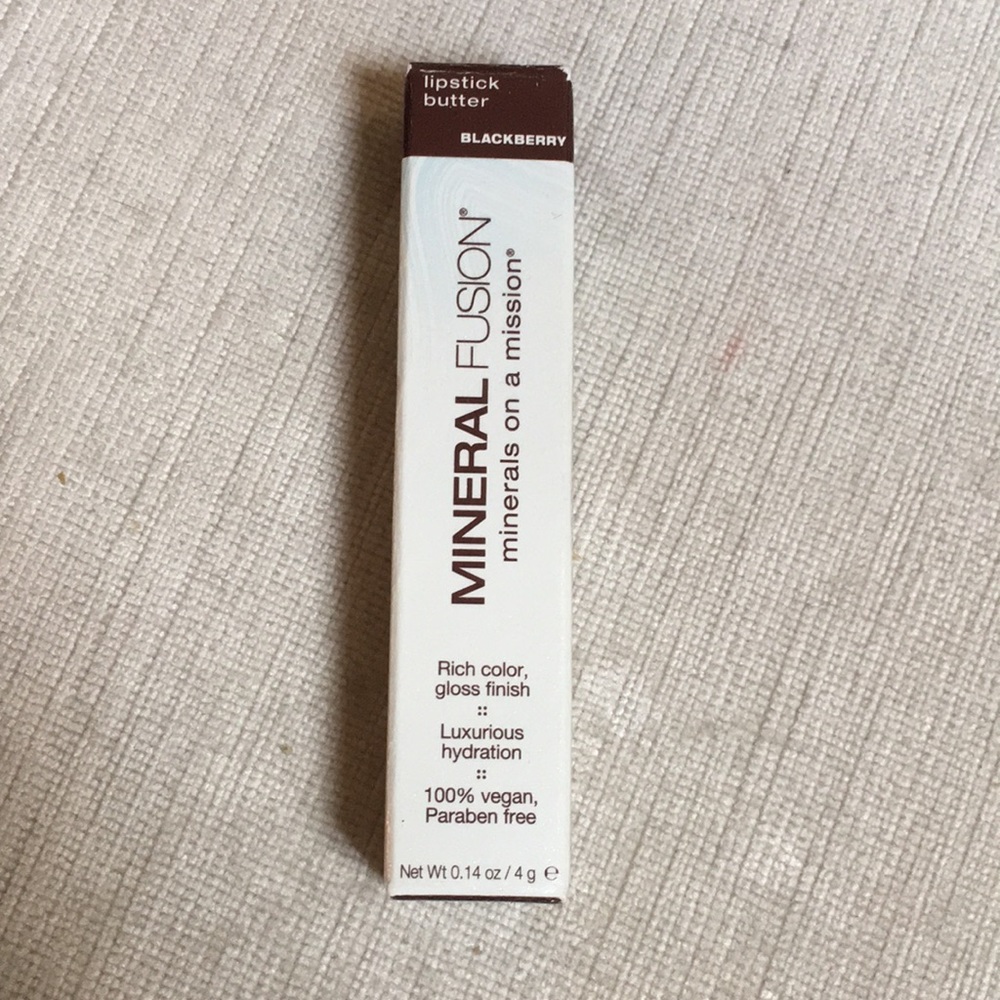 lipstick
butter
BLACKBERRY
MINERAL FUSION®
minerals on a mission®
Rich color,
gloss finish
Luxurious
hydration
100% vegan,
Paraben free
Net Wt 0.14 oz / 4 g ℮